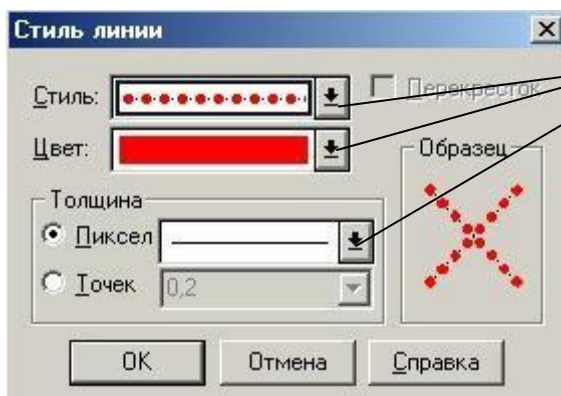 Стиль линии
Стиль:
Перекресток
Цвет:
Образец
Толщина
Пиксел
Точек
0,2
OK
Отмена
Справка